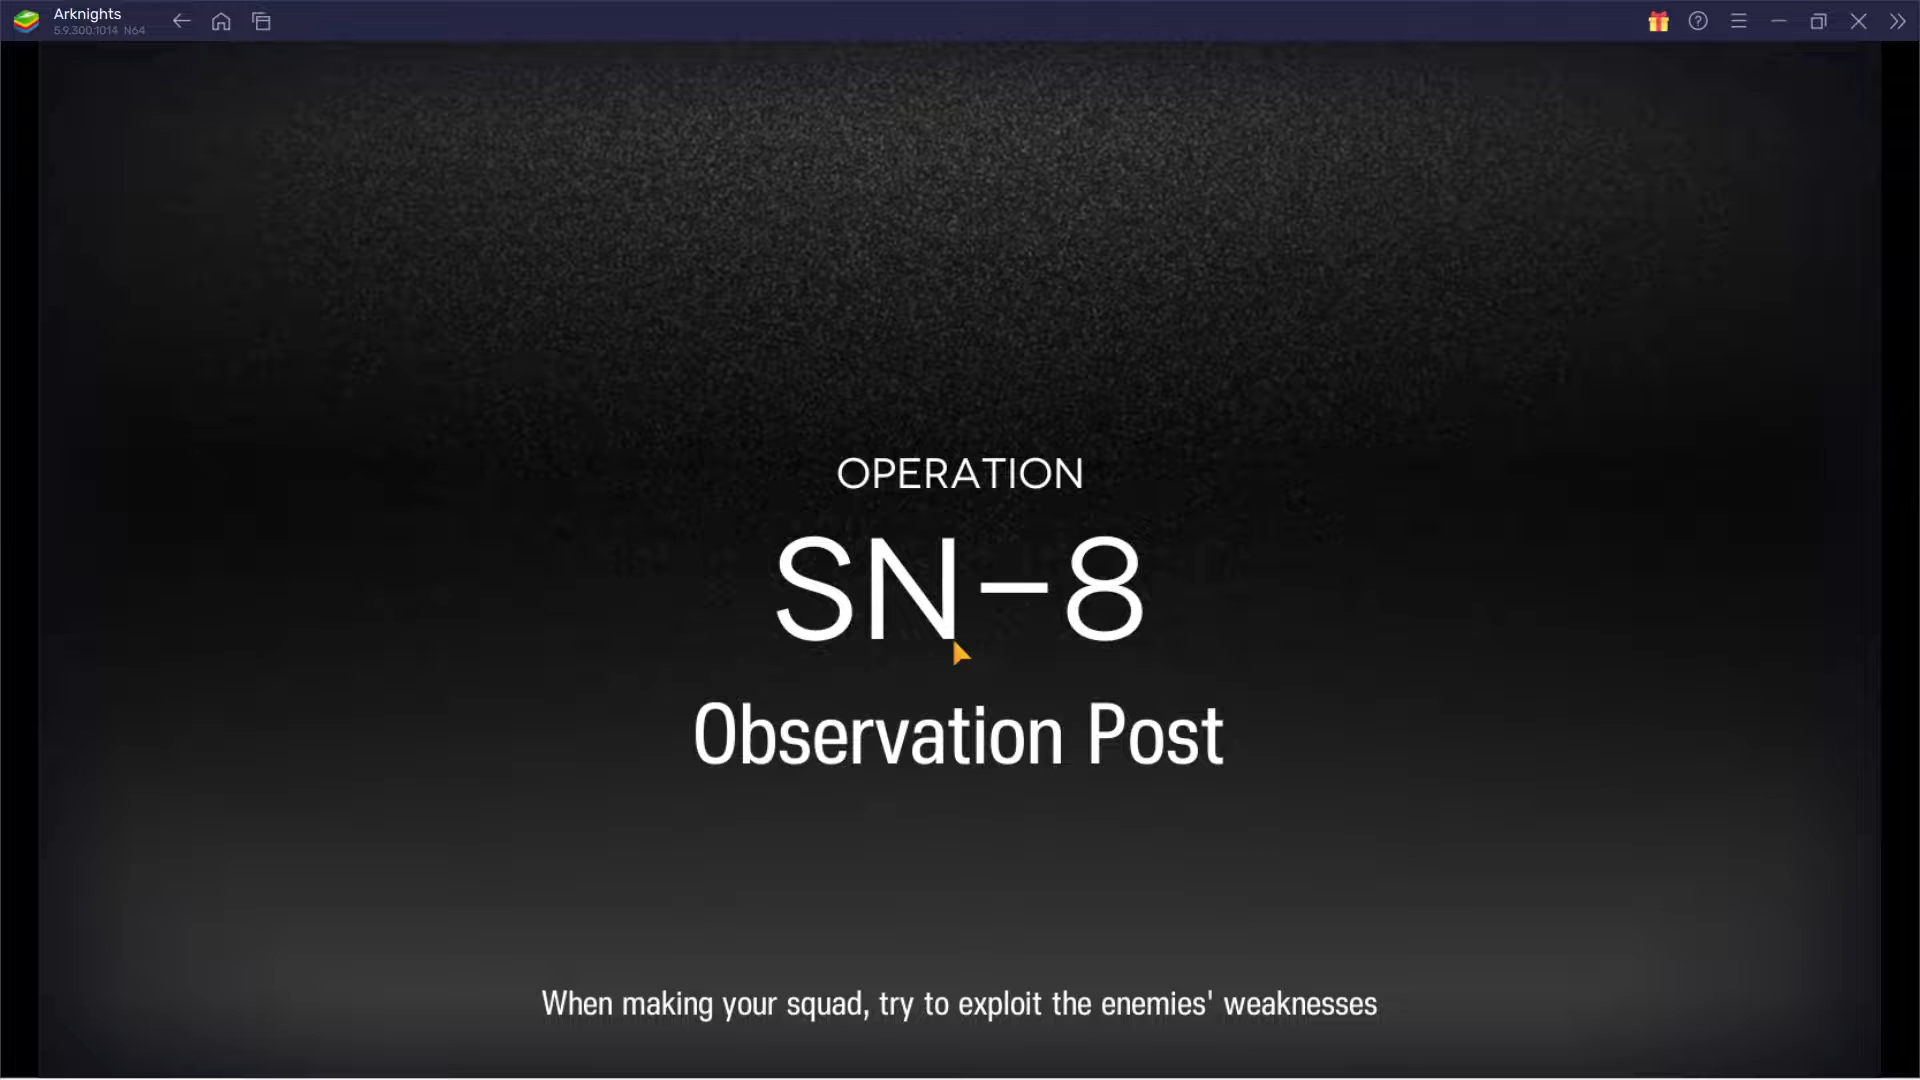 Arknights
5.9.300.1014 N64
OPERATION
SN-8
Observation Post
When making your squad, try to exploit the enemies' weaknesses